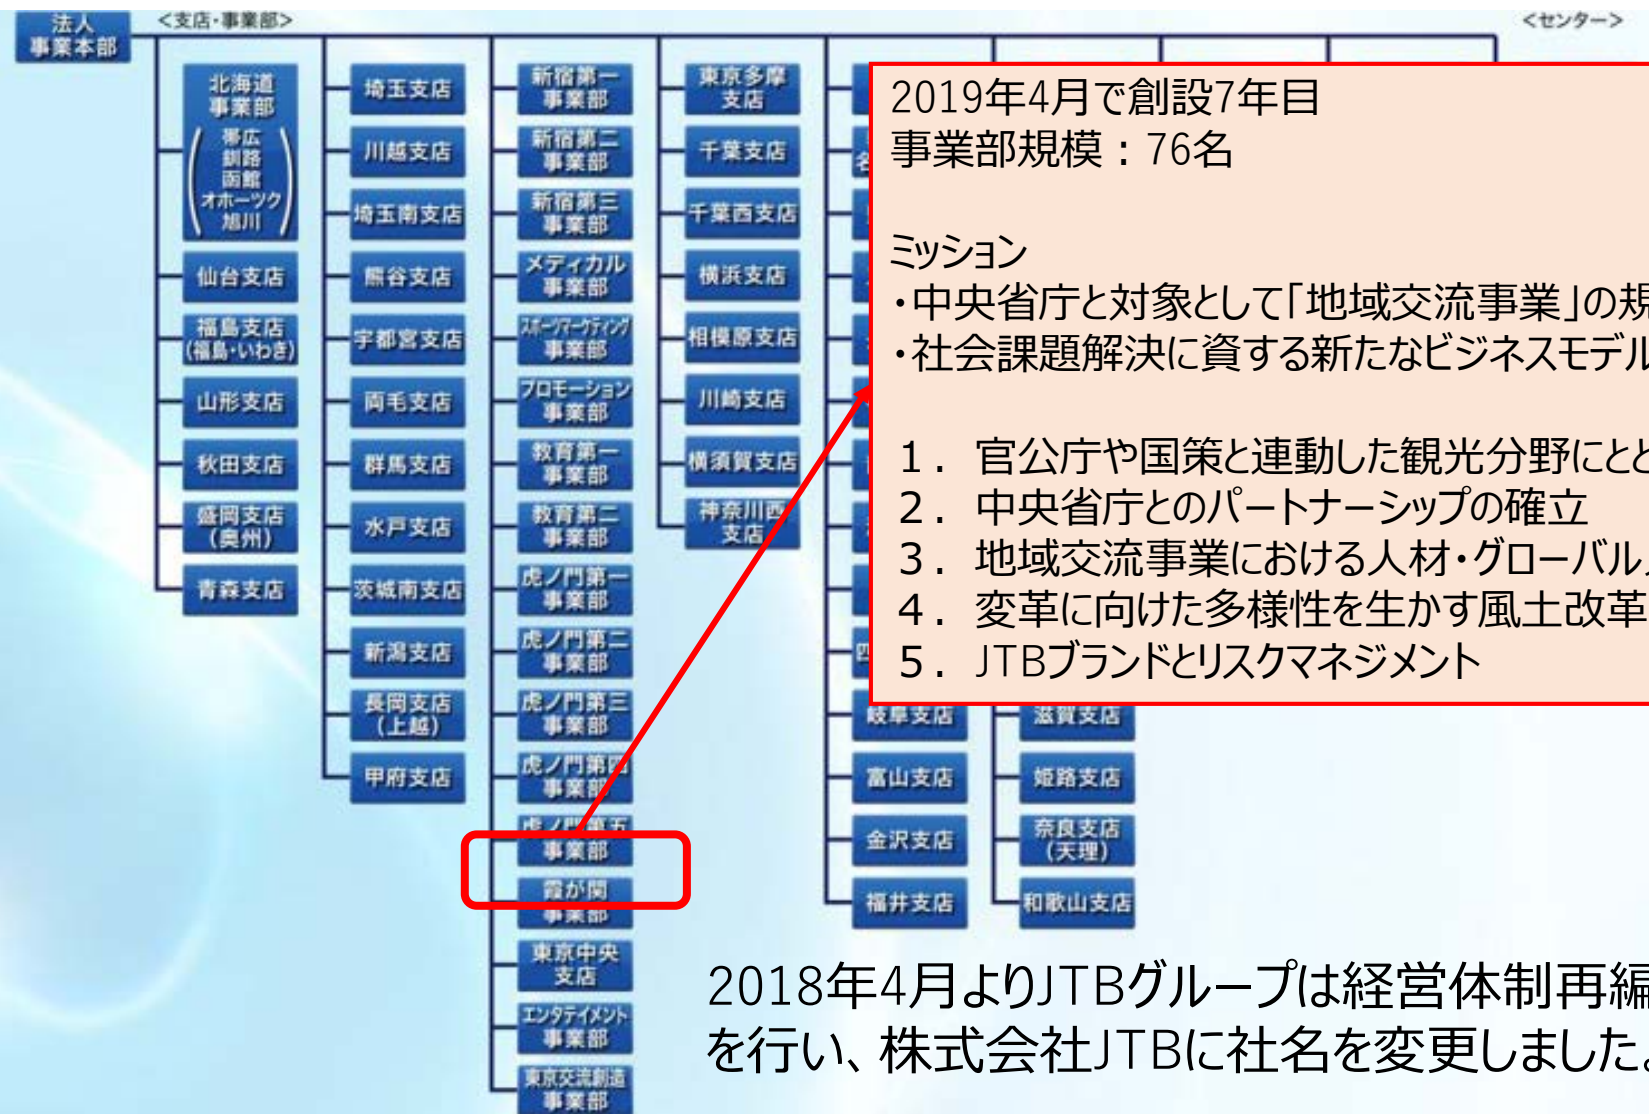 法人
事業本部
<支店・事業部>
<センター>
北海道
事業部
帯広
釧路
函館
オホーツク
旭川
仙台支店
福島支店
(福島・いわき)
山形支店
秋田支店
盛岡支店
(奥州)
青森支店
埼玉支店
川越支店
埼玉南支店
熊谷支店
宇都宮支店
両毛支店
群馬支店
水戸支店
茨城南支店
新潟支店
長岡支店
(上越)
甲府支店
新宿第一
事業部
新宿第二
事業部
新宿第三
事業部
メディカル
事業部
スポーツマーケティング
事業部
プロモーション
事業部
教育第一
事業部
教育第二
事業部
虎ノ門第一
事業部
虎ノ門第二
事業部
虎ノ門第三
事業部
虎ノ門第四
事業部
虎ノ門第五
事業部
霞が関
事業部
東京中央
支店
エンタテイメント
事業部
東京交流創造
事業部
東京多摩
支店
千葉支店
千葉西支店
横浜支店
相模原支店
川崎支店
横須賀支店
神奈川西
支店
岐阜支店
富山支店
金沢支店
福井支店
滋賀支店
姫路支店
奈良支店
(天理)
和歌山支店
2019年4月で創設7年目
事業部規模：76名
ミッション
・中央省庁と対象として「地域交流事業」の規
・社会課題解決に資する新たなビジネスモデル
１． 官公庁や国策と連動した観光分野にとど
２． 中央省庁とのパートナーシップの確立
３． 地域交流事業における人材・グローバル
４． 変革に向けた多様性を生かす風土改革
５． JTBブランドとリスクマネジメント
2018年4月よりJTBグループは経営体制再編
を行い、株式会社JTBに社名を変更しました。